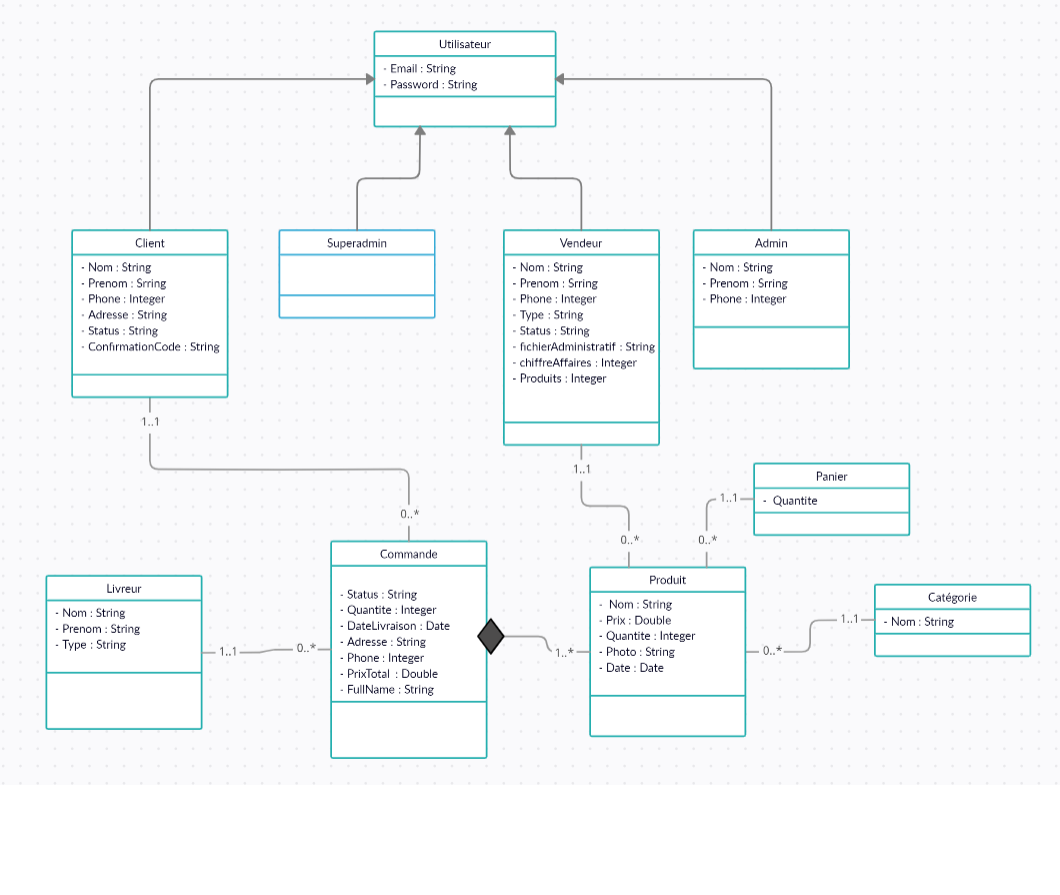 Utilisateur
- Email : String
- Password : String
Client
- Nom : String
- Prenom : Srring
- Phone : Integer
- Adresse : String
- Status : String
- ConfirmationCode : String
Superadmin
Vendeur
- Nom : String
- Prenom : Srring
- Phone : Integer
- Type : String
- Status : String
- fichierAdministratif : String
- chiffreAffaires : Integer
- Produits : Integer
Admin
- Nom : String
- Prenom : Srring
- Phone : Integer
1..1
0..*
1..1
0..*
1..1
0..*
Panier
- Quantite
Livreur
- Nom : String
- Prenom : String
- Type : String
1..1
0..*
Commande
- Status : String
- Quantite : Integer
- DateLivraison : Date
- Adresse : String
- Phone : Integer
- PrixTotal : Double
- FullName : String
1..*
Produit
- Nom : String
- Prix : Double
- Quantite : Integer
- Photo : String
- Date : Date
0..*
1..1
Catégorie
- Nom : String